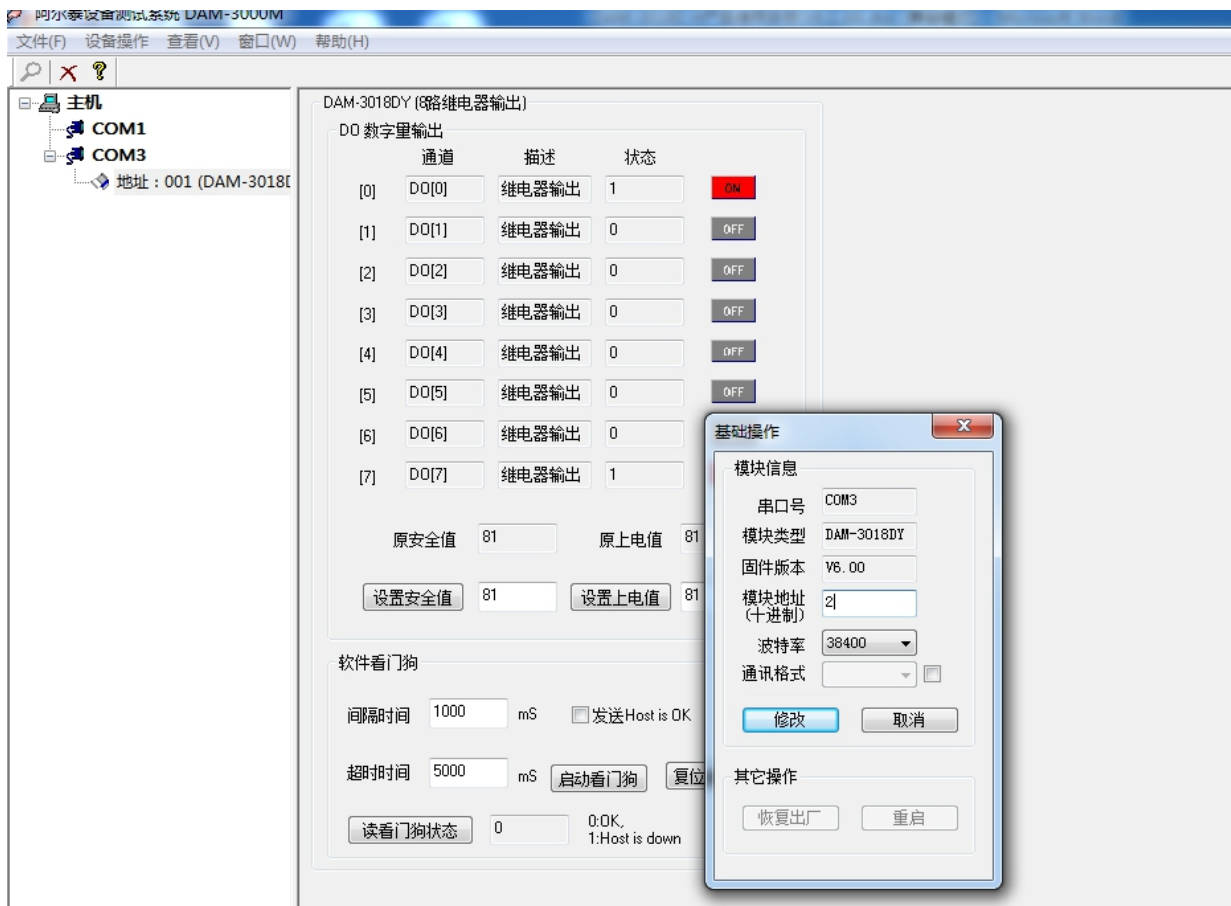 阿尔泰设备测试系统 DAM-3000M
文件(F) 设备操作 查看(V) 窗口(W) 帮助(H)
主机
COM1
COM3
地址：001 (DAM-3018D
DAM-3018DY (8路继电器输出)
DO 数字量输出
通道 描述 状态
[0] DO[0] 继电器输出 1 ON
[1] DO[1] 继电器输出 0 OFF
[2] DO[2] 继电器输出 0 OFF
[3] DO[3] 继电器输出 0 OFF
[4] DO[4] 继电器输出 0 OFF
[5] DO[5] 继电器输出 0 OFF
[6] DO[6] 继电器输出 0
[7] DO[7] 继电器输出 1
原安全值 81 原上电值 81
设置安全值 81 设置上电值 81
软件看门狗
间隔时间 1000 mS 发送Host is OK
超时时间 5000 mS 启动看门狗 复位
读看门狗状态 0 0:OK,
1:Host is down
基础操作
模块信息
串口号 COM3
模块类型 DAM-3018DY
固件版本 V6.00
模块地址 2
(十进制)
波特率 38400
通讯格式
修改 取消
其它操作
恢复出厂 重启